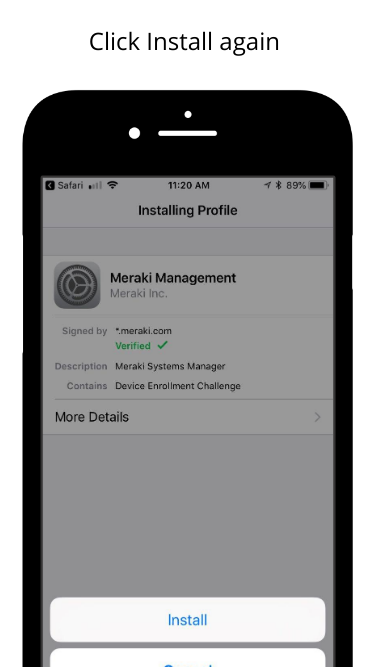 Click Install again
Safari 11:20 AM 89%
Installing Profile
Meraki Management
Meraki Inc.
Signed by *.meraki.com
Verified
Description Meraki Systems Manager
Contains Device Enrollment Challenge
More Details
Install